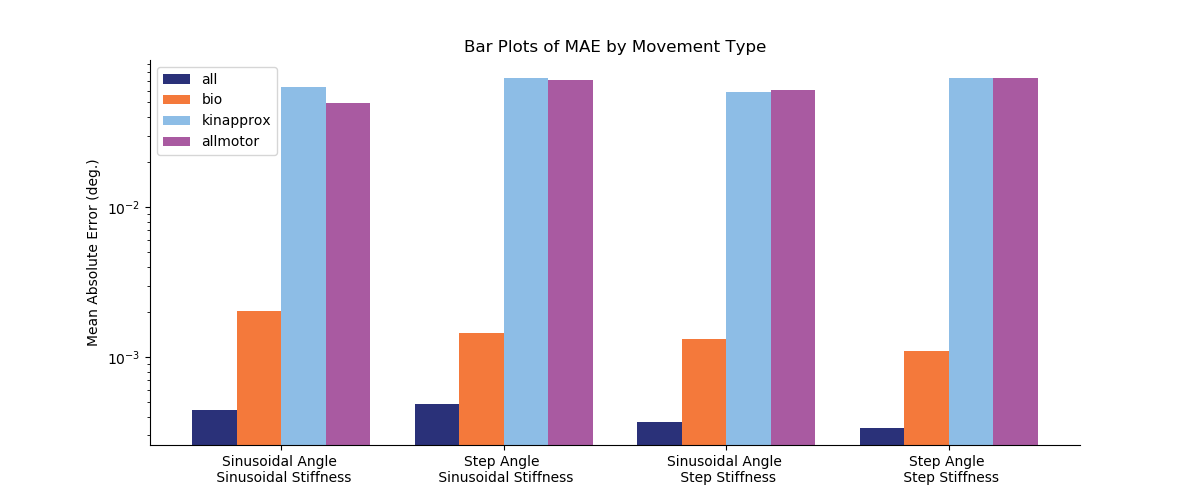 Bar Plots of MAE by Movement Type
all
bio
kinapprox
allmotor
Mean Absolute Error (deg.)
10⁻²
10⁻³
Sinusoidal Angle
Sinusoidal Stiffness
Step Angle
Sinusoidal Stiffness
Sinusoidal Angle
Step Stiffness
Step Angle
Step Stiffness